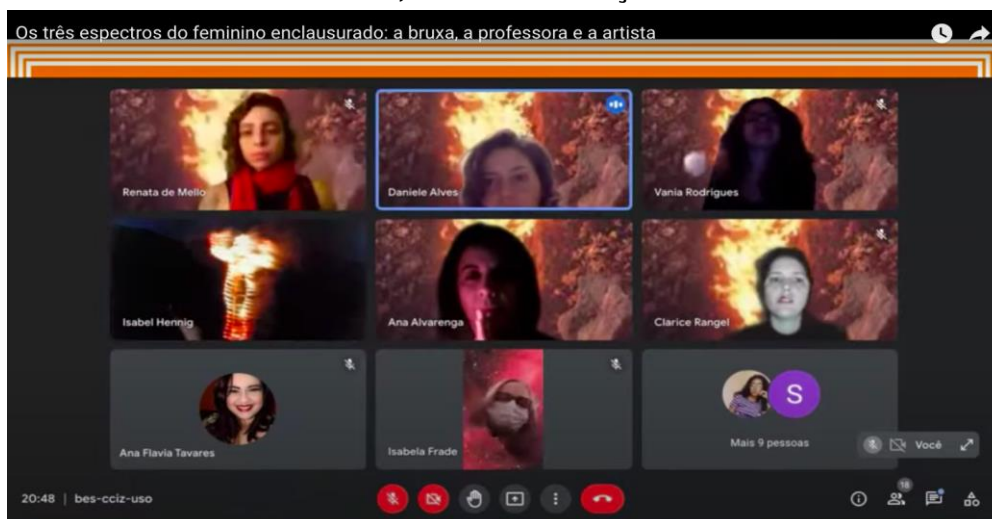 Os três espectros do feminino enclausurado: a bruxa, a professora e a artista
Renata de Mello
Daniele Alves
Vania Rodrigues
Isabel Hennig
Ana Alvarenga
Clarice Rangel
Ana Flavia Tavares
Isabela Frade
S
Mais 9 pessoas
Você
20:48 | bes-cciz-uso
18